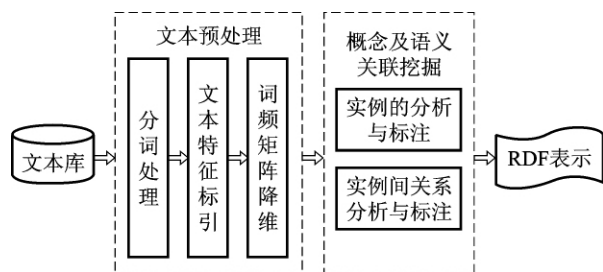 文本库
文本预处理
分词处理
文本特征标引
词频矩阵降维
概念及语义
关联挖掘
实例的分析
与标注
实例间关系
分析与标注
RDF表示